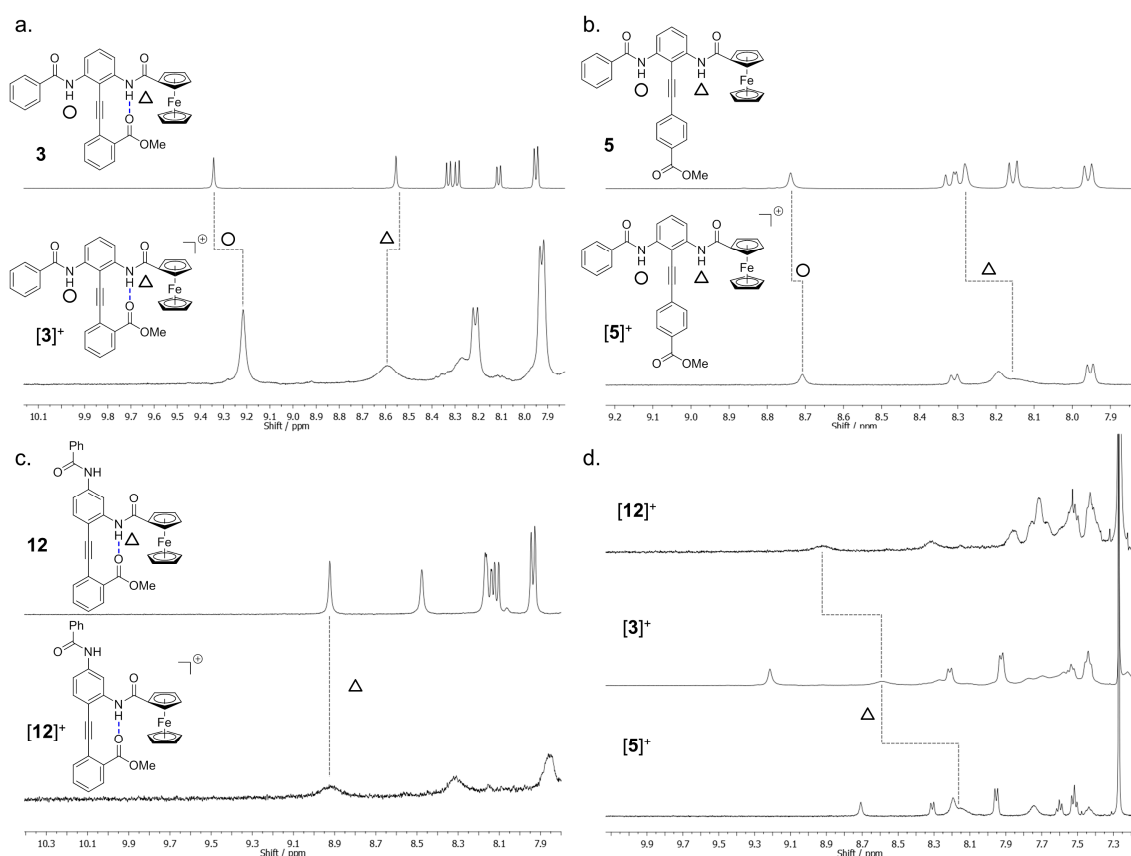 a.
O
O
N
H
N
H
Fe
O
OMe
3
O
O
N
H
N
H
Fe
O
OMe
⊕
[3]⁺
10.1 9.9 9.8 9.7 9.6 9.5 9.4 9.3 9.2 9.1 9.0 8.9 8.8 8.7 8.6 8.5 8.4 8.3 8.2 8.1 8.0 7.9
Shift / ppm
b.
O
O
N
H
N
H
Fe
5
O
OMe
O
O
N
H
N
H
Fe
⊕
[5]⁺
O
OMe
9.2 9.1 9.0 8.9 8.8 8.7 8.6 8.5 8.4 8.3 8.2 8.1 8.0 7.9
Shift / ppm
c.
Ph
O
NH
O
N
H
Fe
O
OMe
12
Ph
O
NH
O
N
H
Fe
O
OMe
⊕
[12]⁺
10.3 10.1 9.9 9.7 9.5 9.3 9.1 8.9 8.7 8.5 8.3 8.1 7.9
Shift / ppm
d.
[12]⁺
[3]⁺
[5]⁺
9.9 9.7 9.5 9.3 9.1 8.9 8.7 8.5 8.3 8.1 7.9 7.7 7.5 7.3
Shift / ppm